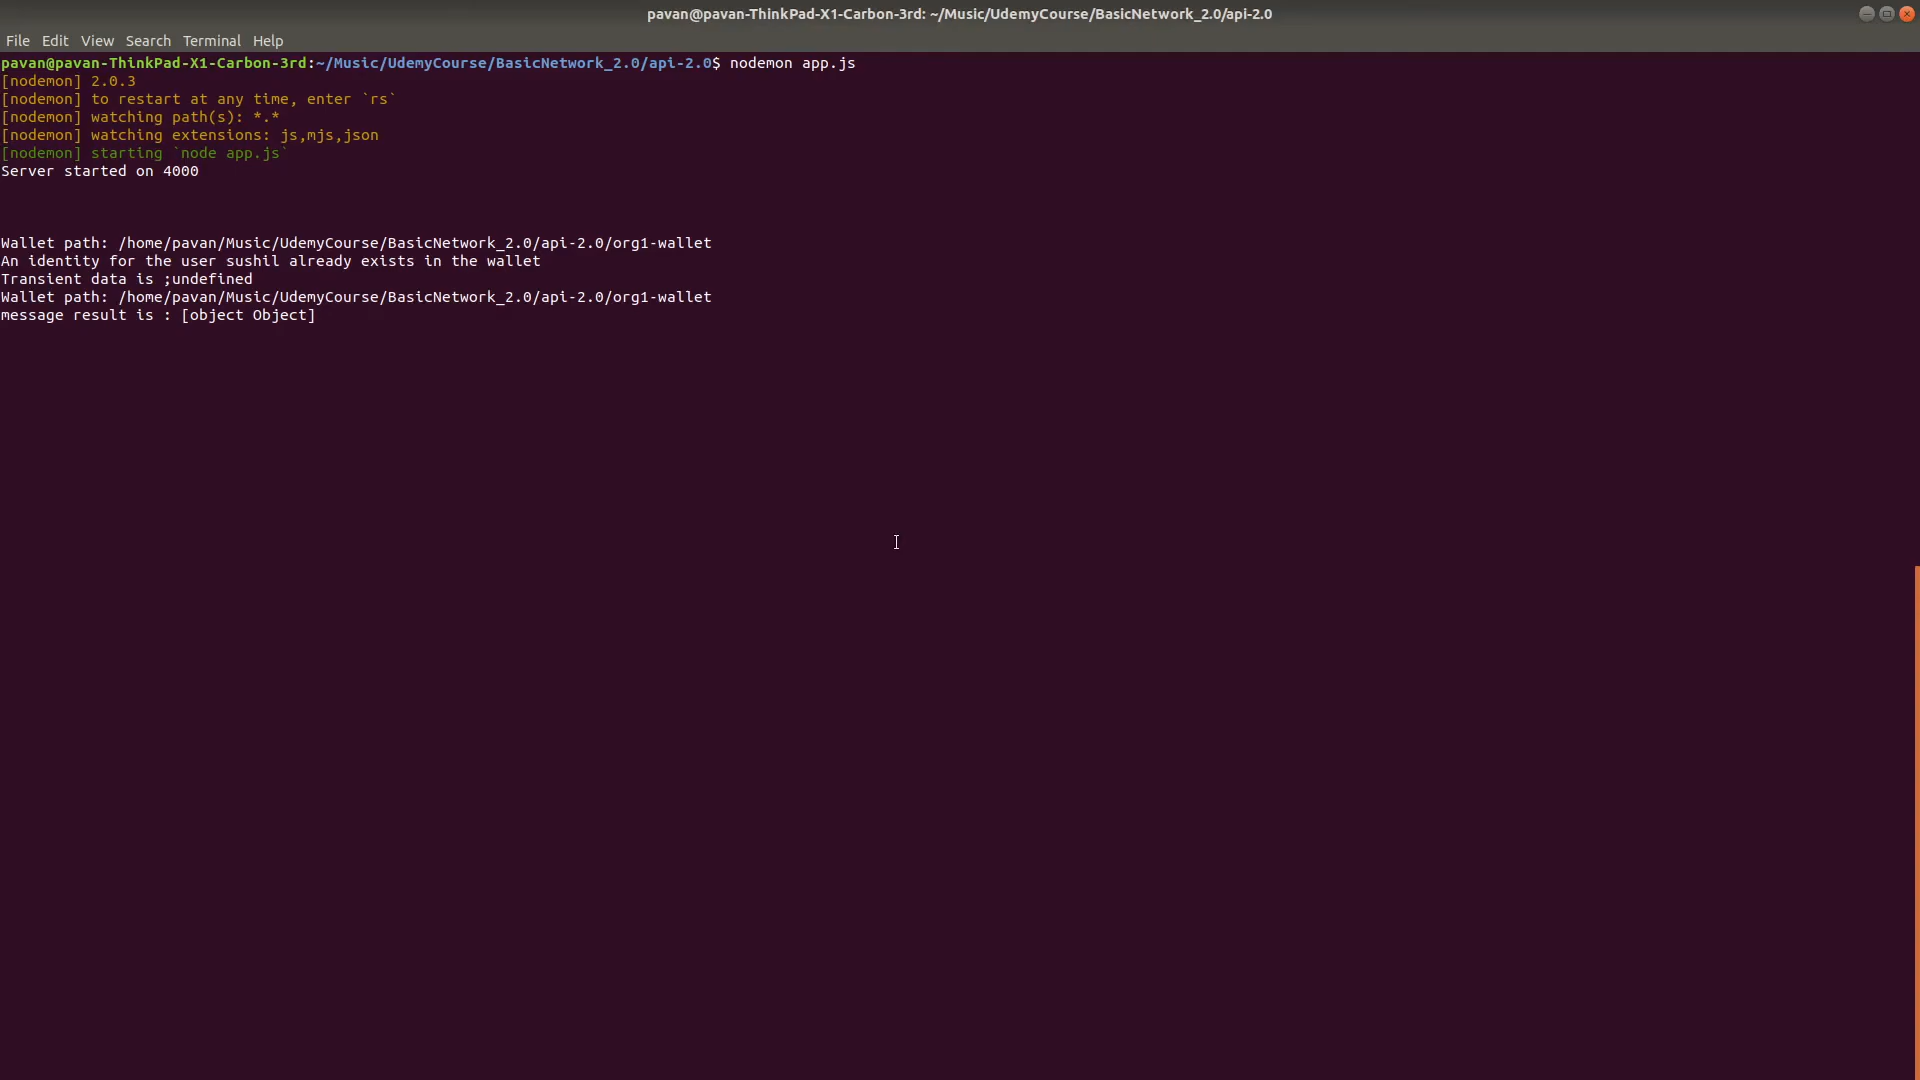 pavan@pavan-ThinkPad-X1-Carbon-3rd: ~/Music/UdemyCourse/BasicNetwork_2.0/api-2.0
File Edit View Search Terminal Help
pavan@pavan-ThinkPad-X1-Carbon-3rd:~/Music/UdemyCourse/BasicNetwork_2.0/api-2.0$ nodemon app.js
[nodemon] 2.0.3
[nodemon] to restart at any time, enter `rs`
[nodemon] watching path(s): *.*
[nodemon] watching extensions: js,mjs,json
[nodemon] starting `node app.js`
Server started on 4000
Wallet path: /home/pavan/Music/UdemyCourse/BasicNetwork_2.0/api-2.0/org1-wallet
An identity for the user sushil already exists in the wallet
Transient data is ;undefined
Wallet path: /home/pavan/Music/UdemyCourse/BasicNetwork_2.0/api-2.0/org1-wallet
message result is : [object Object]